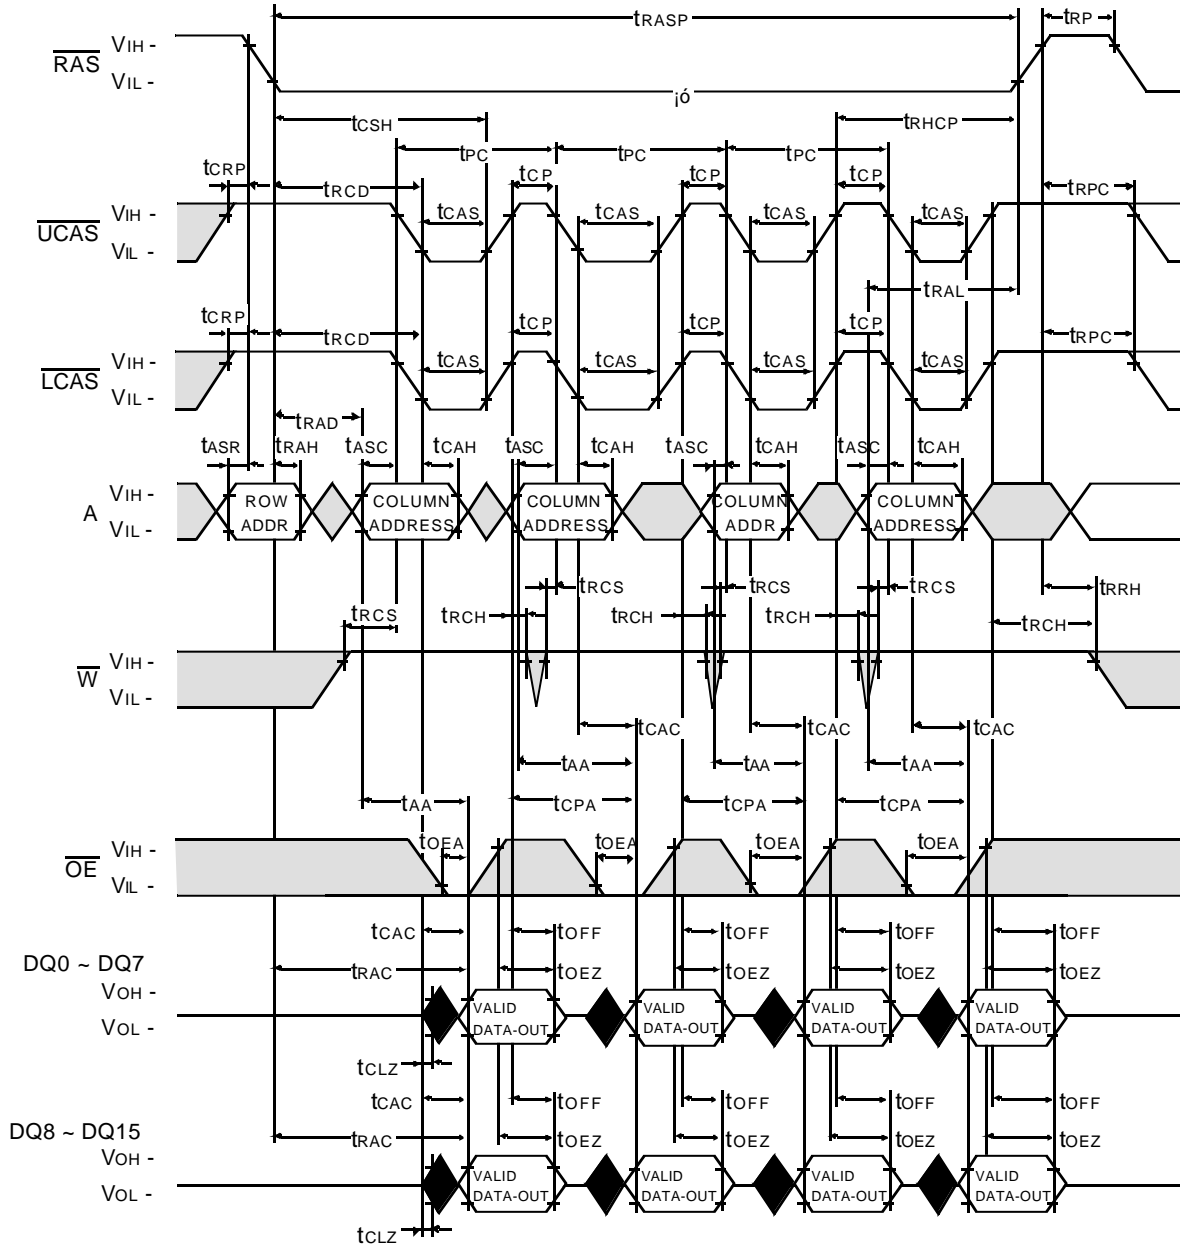 tRASP tRP
RAS VIH -
VIL -
¡ó
tCSH tRHCP
tPC tPC tPC
tCRP tRCD tCP tCP tCP tRPC
UCAS VIH -
tCAS tCAS tCAS tCAS
VIL -
tRAL
tCRP tRCD tCP tCP tCP tRPC
LCAS VIH -
tCAS tCAS tCAS tCAS
VIL -
tRAD
tASR tRAH tASC tCAH tASC tCAH tASC tCAH tASC tCAH
A VIH -
VIL -
ROW ADDR
COLUMN ADDRESS
COLUMN ADDRESS
COLUMN ADDR
COLUMN ADDRESS
tRCS tRCS tRCS tRRH
tRCS tRCH tRCH tRCH tRCH
W VIH -
VIL -
tCAC tCAC tCAC
tAA tAA tAA
tAA tCPA tCPA tCPA
tOEA tOEA tOEA tOEA
OE VIH -
VIL -
tCAC tOFF tOFF tOFF tOFF
DQ0 ~ DQ7
tRAC tOEZ tOEZ tOEZ tOEZ
VOH -
VOL -
VALID DATA-OUT
VALID DATA-OUT
VALID DATA-OUT
VALID DATA-OUT
tCLZ
tCAC tOFF tOFF tOFF tOFF
DQ8 ~ DQ15
tRAC tOEZ tOEZ tOEZ tOEZ
VOH -
VOL -
VALID DATA-OUT
VALID DATA-OUT
VALID DATA-OUT
VALID DATA-OUT
tCLZ